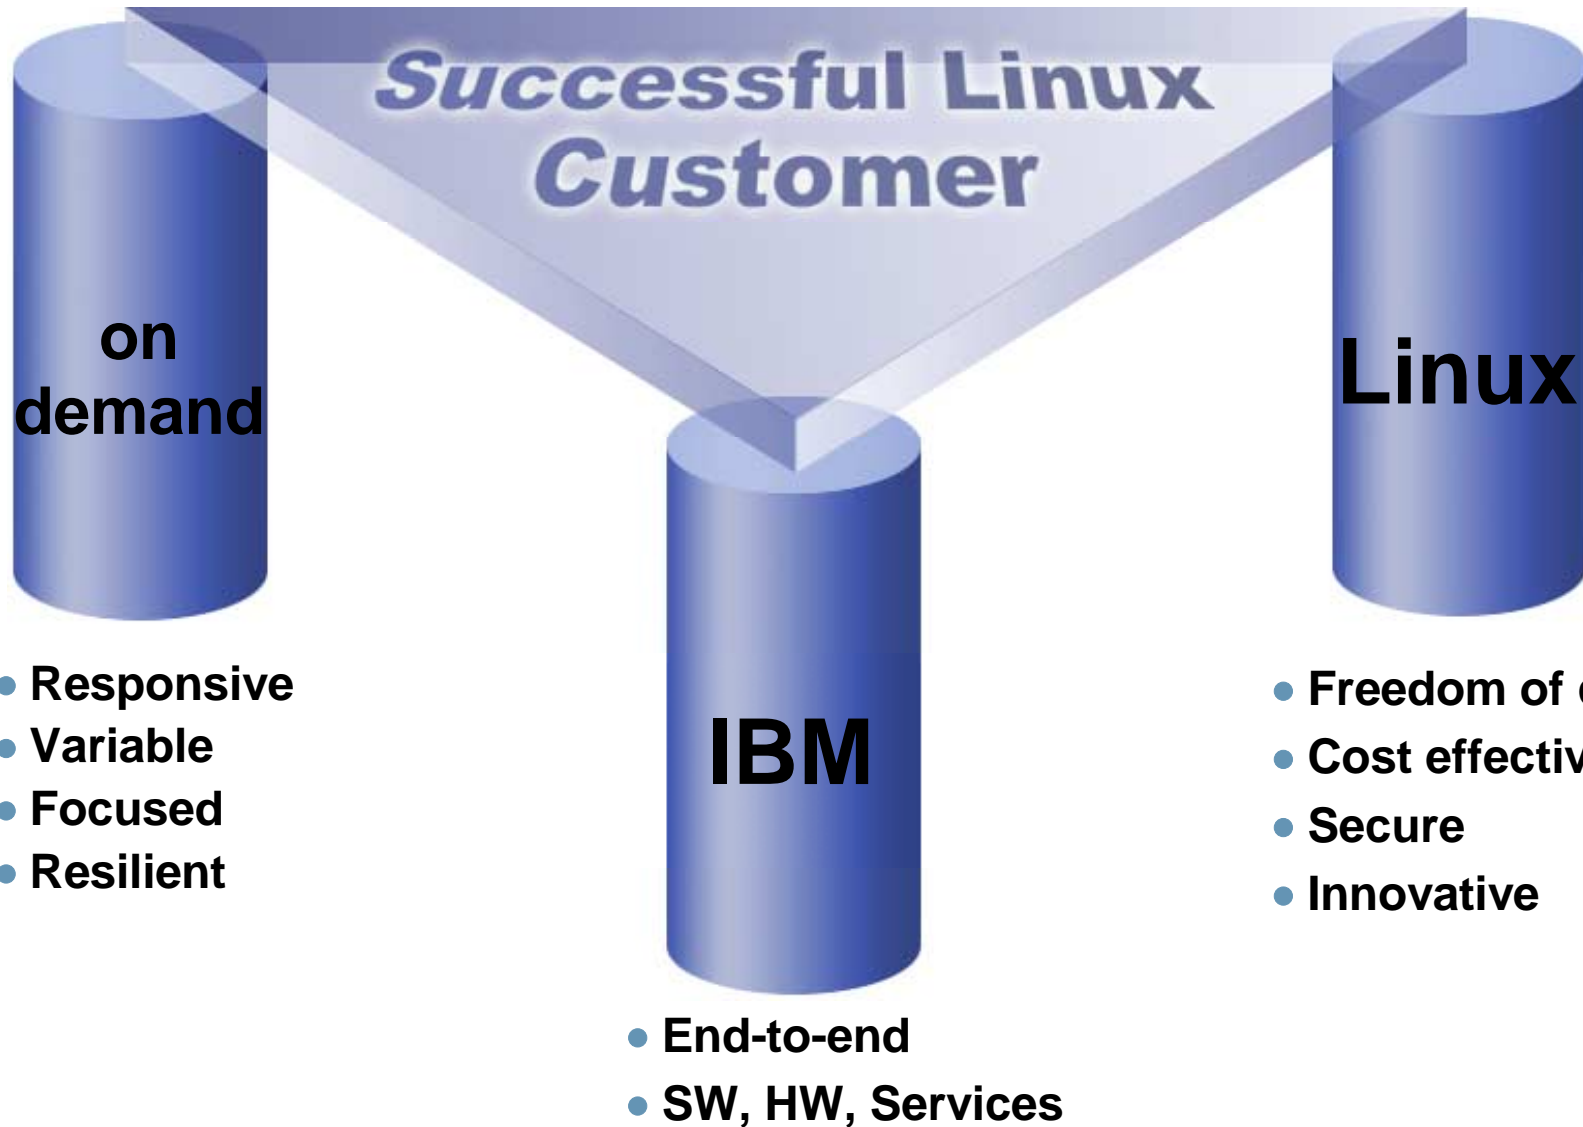 Successful Linux
Customer
on
demand
Linux
IBM
Responsive
Variable
Focused
Resilient
Freedom of
Cost effectiv
Secure
Innovative
End-to-end
SW, HW, Services